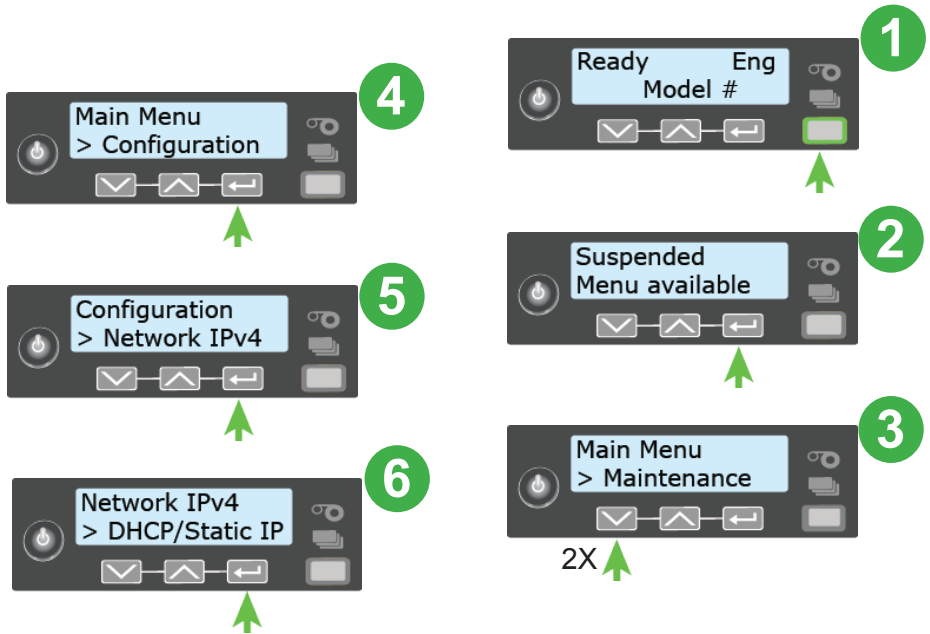 1
Ready Eng
Model #
2
Suspended
Menu available
3
Main Menu
> Maintenance
2X
4
Main Menu
> Configuration
5
Configuration
> Network IPv4
6
Network IPv4
> DHCP/Static IP